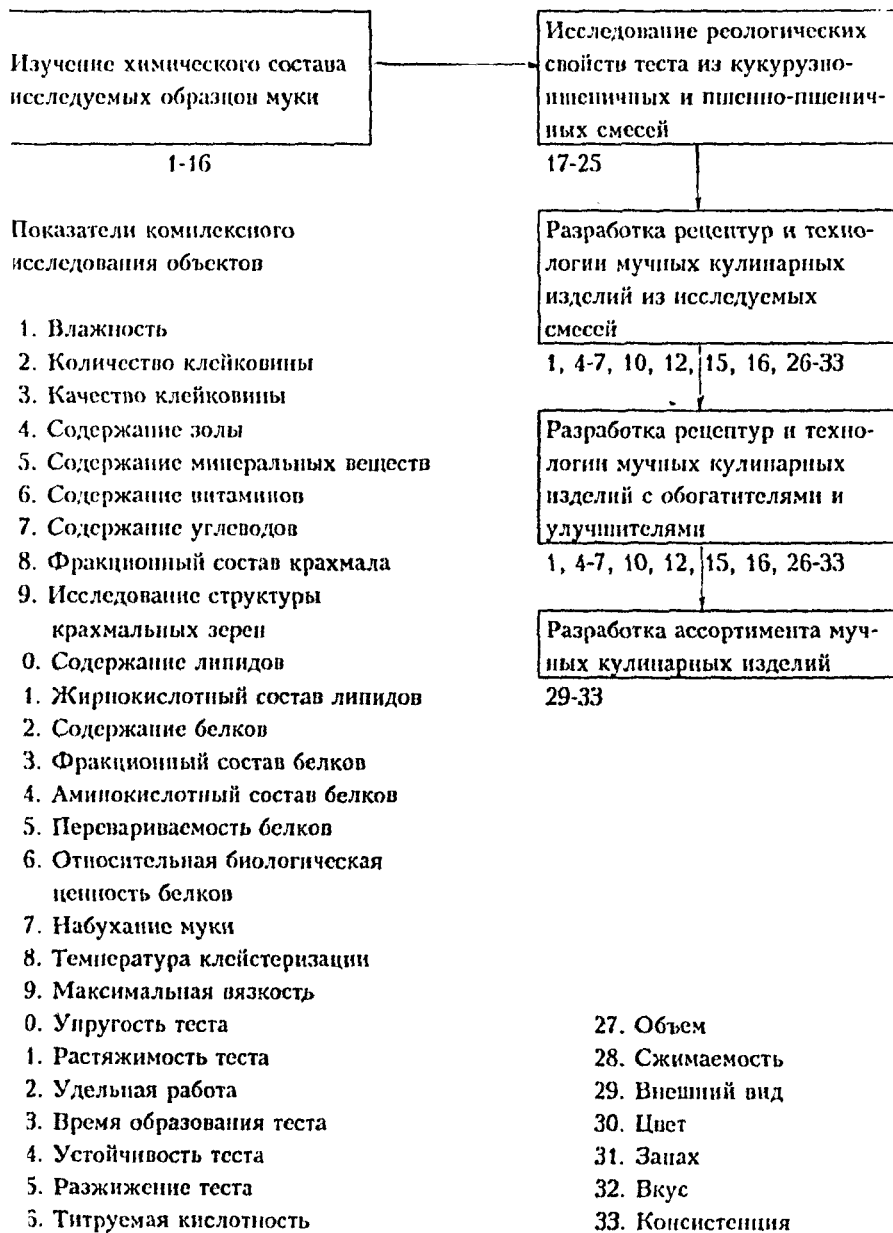 Изучение химического состава
исследуемых образцов муки
1-16
Исследование реологических
свойств теста из кукурузно-
пшеничных и пшенно-пшенич-
ных смесей
17-25
Разработка рецептур и техно-
логии мучных кулинарных
изделий из исследуемых
смесей
1, 4-7, 10, 12, 15, 16, 26-33
Разработка рецептур и техно-
логии мучных кулинарных
изделий с обогатителями и
улучшителями
1, 4-7, 10, 12, 15, 16, 26-33
Разработка ассортимента муч-
ных кулинарных изделий
29-33
Показатели комплексного
исследования объектов
1. Влажность
2. Количество клейковины
3. Качество клейковины
4. Содержание золы
5. Содержание минеральных веществ
6. Содержание витаминов
7. Содержание углеводов
8. Фракционный состав крахмала
9. Исследование структуры
крахмальных зерен
0. Содержание липидов
1. Жирнокислотный состав липидов
2. Содержание белков
3. Фракционный состав белков
4. Аминокислотный состав белков
5. Перевариваемость белков
6. Относительная биологическая
ценность белков
7. Набухание муки
8. Температура клейстеризации
9. Максимальная вязкость
0. Упругость теста
1. Растяжимость теста
2. Удельная работа
3. Время образования теста
4. Устойчивость теста
5. Разжижение теста
6. Титруемая кислотность
27. Объем
28. Сжимаемость
29. Внешний вид
30. Цвет
31. Запах
32. Вкус
33. Консистенция